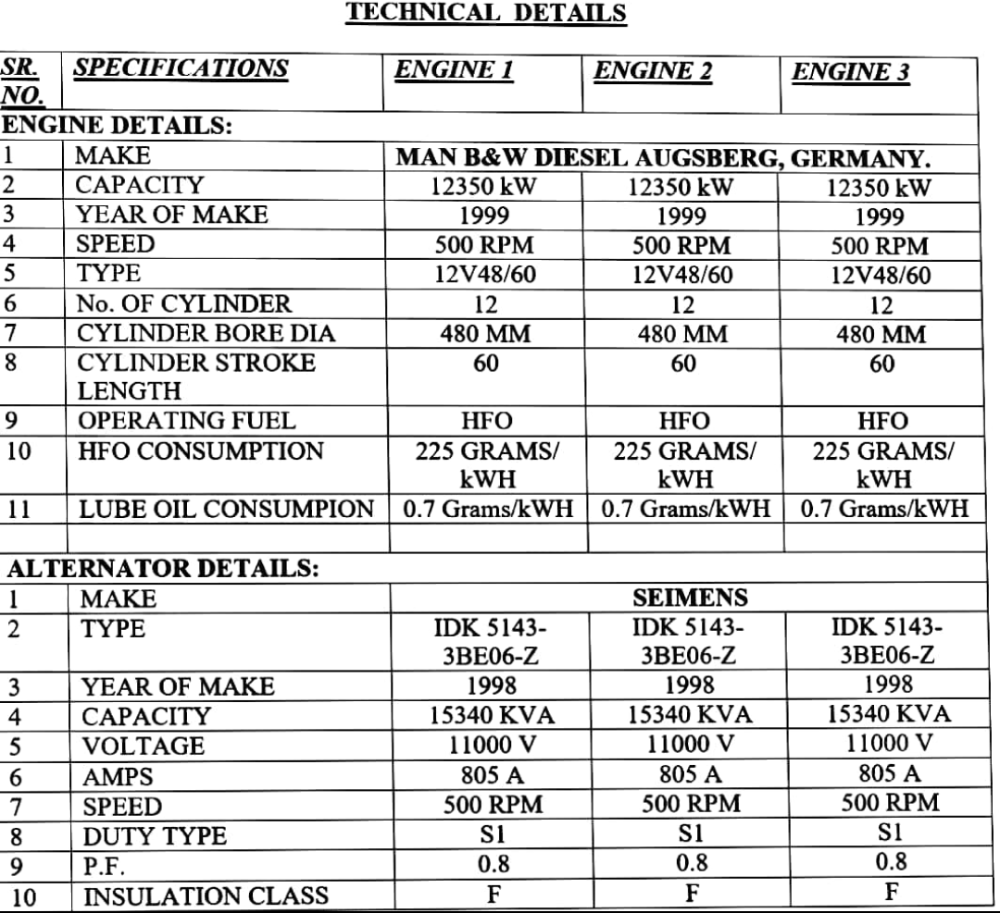 TECHNICAL DETAILS
SR. NO. SPECIFICATIONS ENGINE 1 ENGINE 2 ENGINE 3
ENGINE DETAILS:
1 MAKE MAN B&W DIESEL AUGSBERG, GERMANY.
2 CAPACITY 12350 kW 12350 kW 12350 kW
3 YEAR OF MAKE 1999 1999 1999
4 SPEED 500 RPM 500 RPM 500 RPM
5 TYPE 12V48/60 12V48/60 12V48/60
6 No. OF CYLINDER 12 12 12
7 CYLINDER BORE DIA 480 MM 480 MM 480 MM
8 CYLINDER STROKE LENGTH 60 60 60
9 OPERATING FUEL HFO HFO HFO
10 HFO CONSUMPTION 225 GRAMS/ kWH 225 GRAMS/ kWH 225 GRAMS/ kWH
11 LUBE OIL CONSUMPION 0.7 Grams/kWH 0.7 Grams/kWH 0.7 Grams/kWH
ALTERNATOR DETAILS:
1 MAKE SEIMENS
2 TYPE IDK 5143-3BE06-Z IDK 5143-3BE06-Z IDK 5143-3BE06-Z
3 YEAR OF MAKE 1998 1998 1998
4 CAPACITY 15340 KVA 15340 KVA 15340 KVA
5 VOLTAGE 11000 V 11000 V 11000 V
6 AMPS 805 A 805 A 805 A
7 SPEED 500 RPM 500 RPM 500 RPM
8 DUTY TYPE S1 S1 S1
9 P.F. 0.8 0.8 0.8
10 INSULATION CLASS F F F